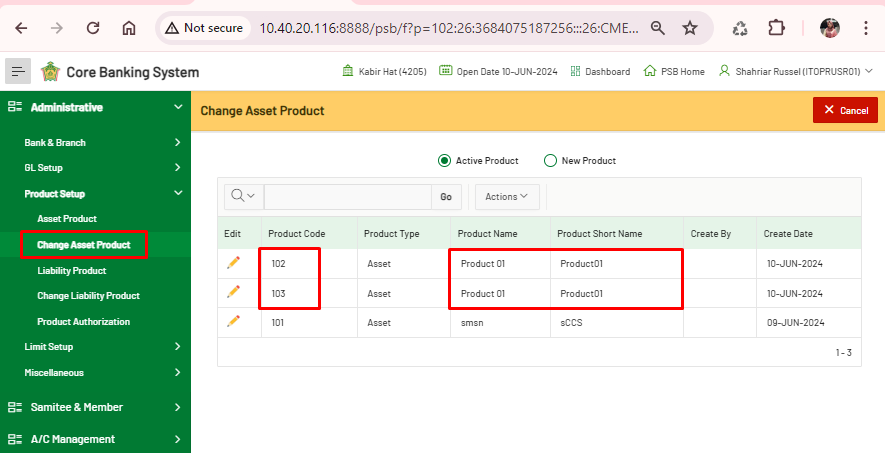 Not secure 10.40.20.116:8888/psb/f?p=102:26:3684075187256:::26:CME...
Core Banking System Kabir Hat (4205) Open Date 10-JUN-2024 Dashboard PSB Home Shahriar Russel (ITOPRUSR01)
Administrative
Change Asset Product
Cancel
Bank & Branch
GL Setup
Product Setup
Asset Product
Change Asset Product
Liability Product
Change Liability Product
Product Authorization
Limit Setup
Miscellaneous
Samitee & Member
A/C Management
Active Product New Product
Go Actions
Edit Product Code Product Type Product Name Product Short Name Create By Create Date
102 Asset Product 01 Product01 10-JUN-2024
103 Asset Product 01 Product01 10-JUN-2024
101 Asset smsn sCCS 09-JUN-2024
1 - 3